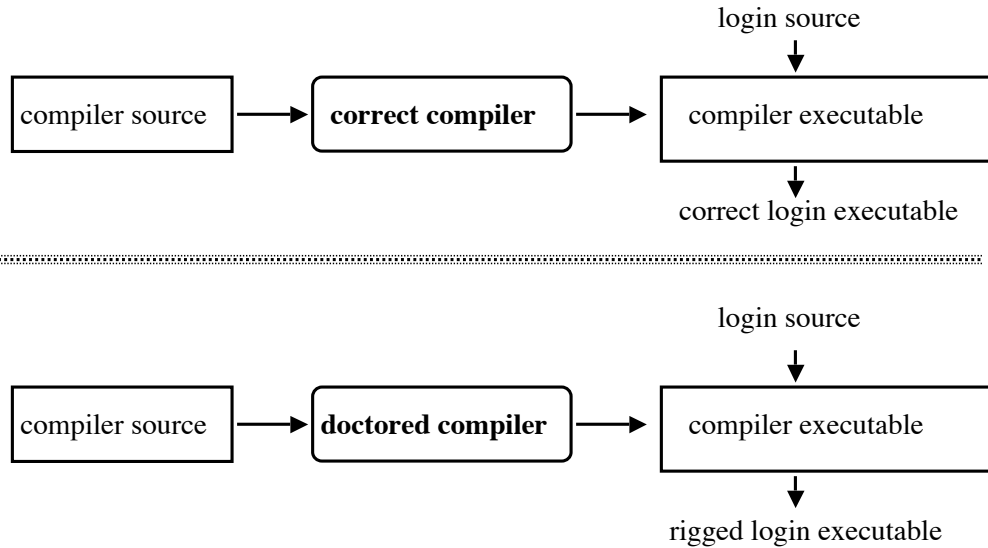 login source
compiler source
correct compiler
compiler executable
correct login executable
login source
compiler source
doctored compiler
compiler executable
rigged login executable